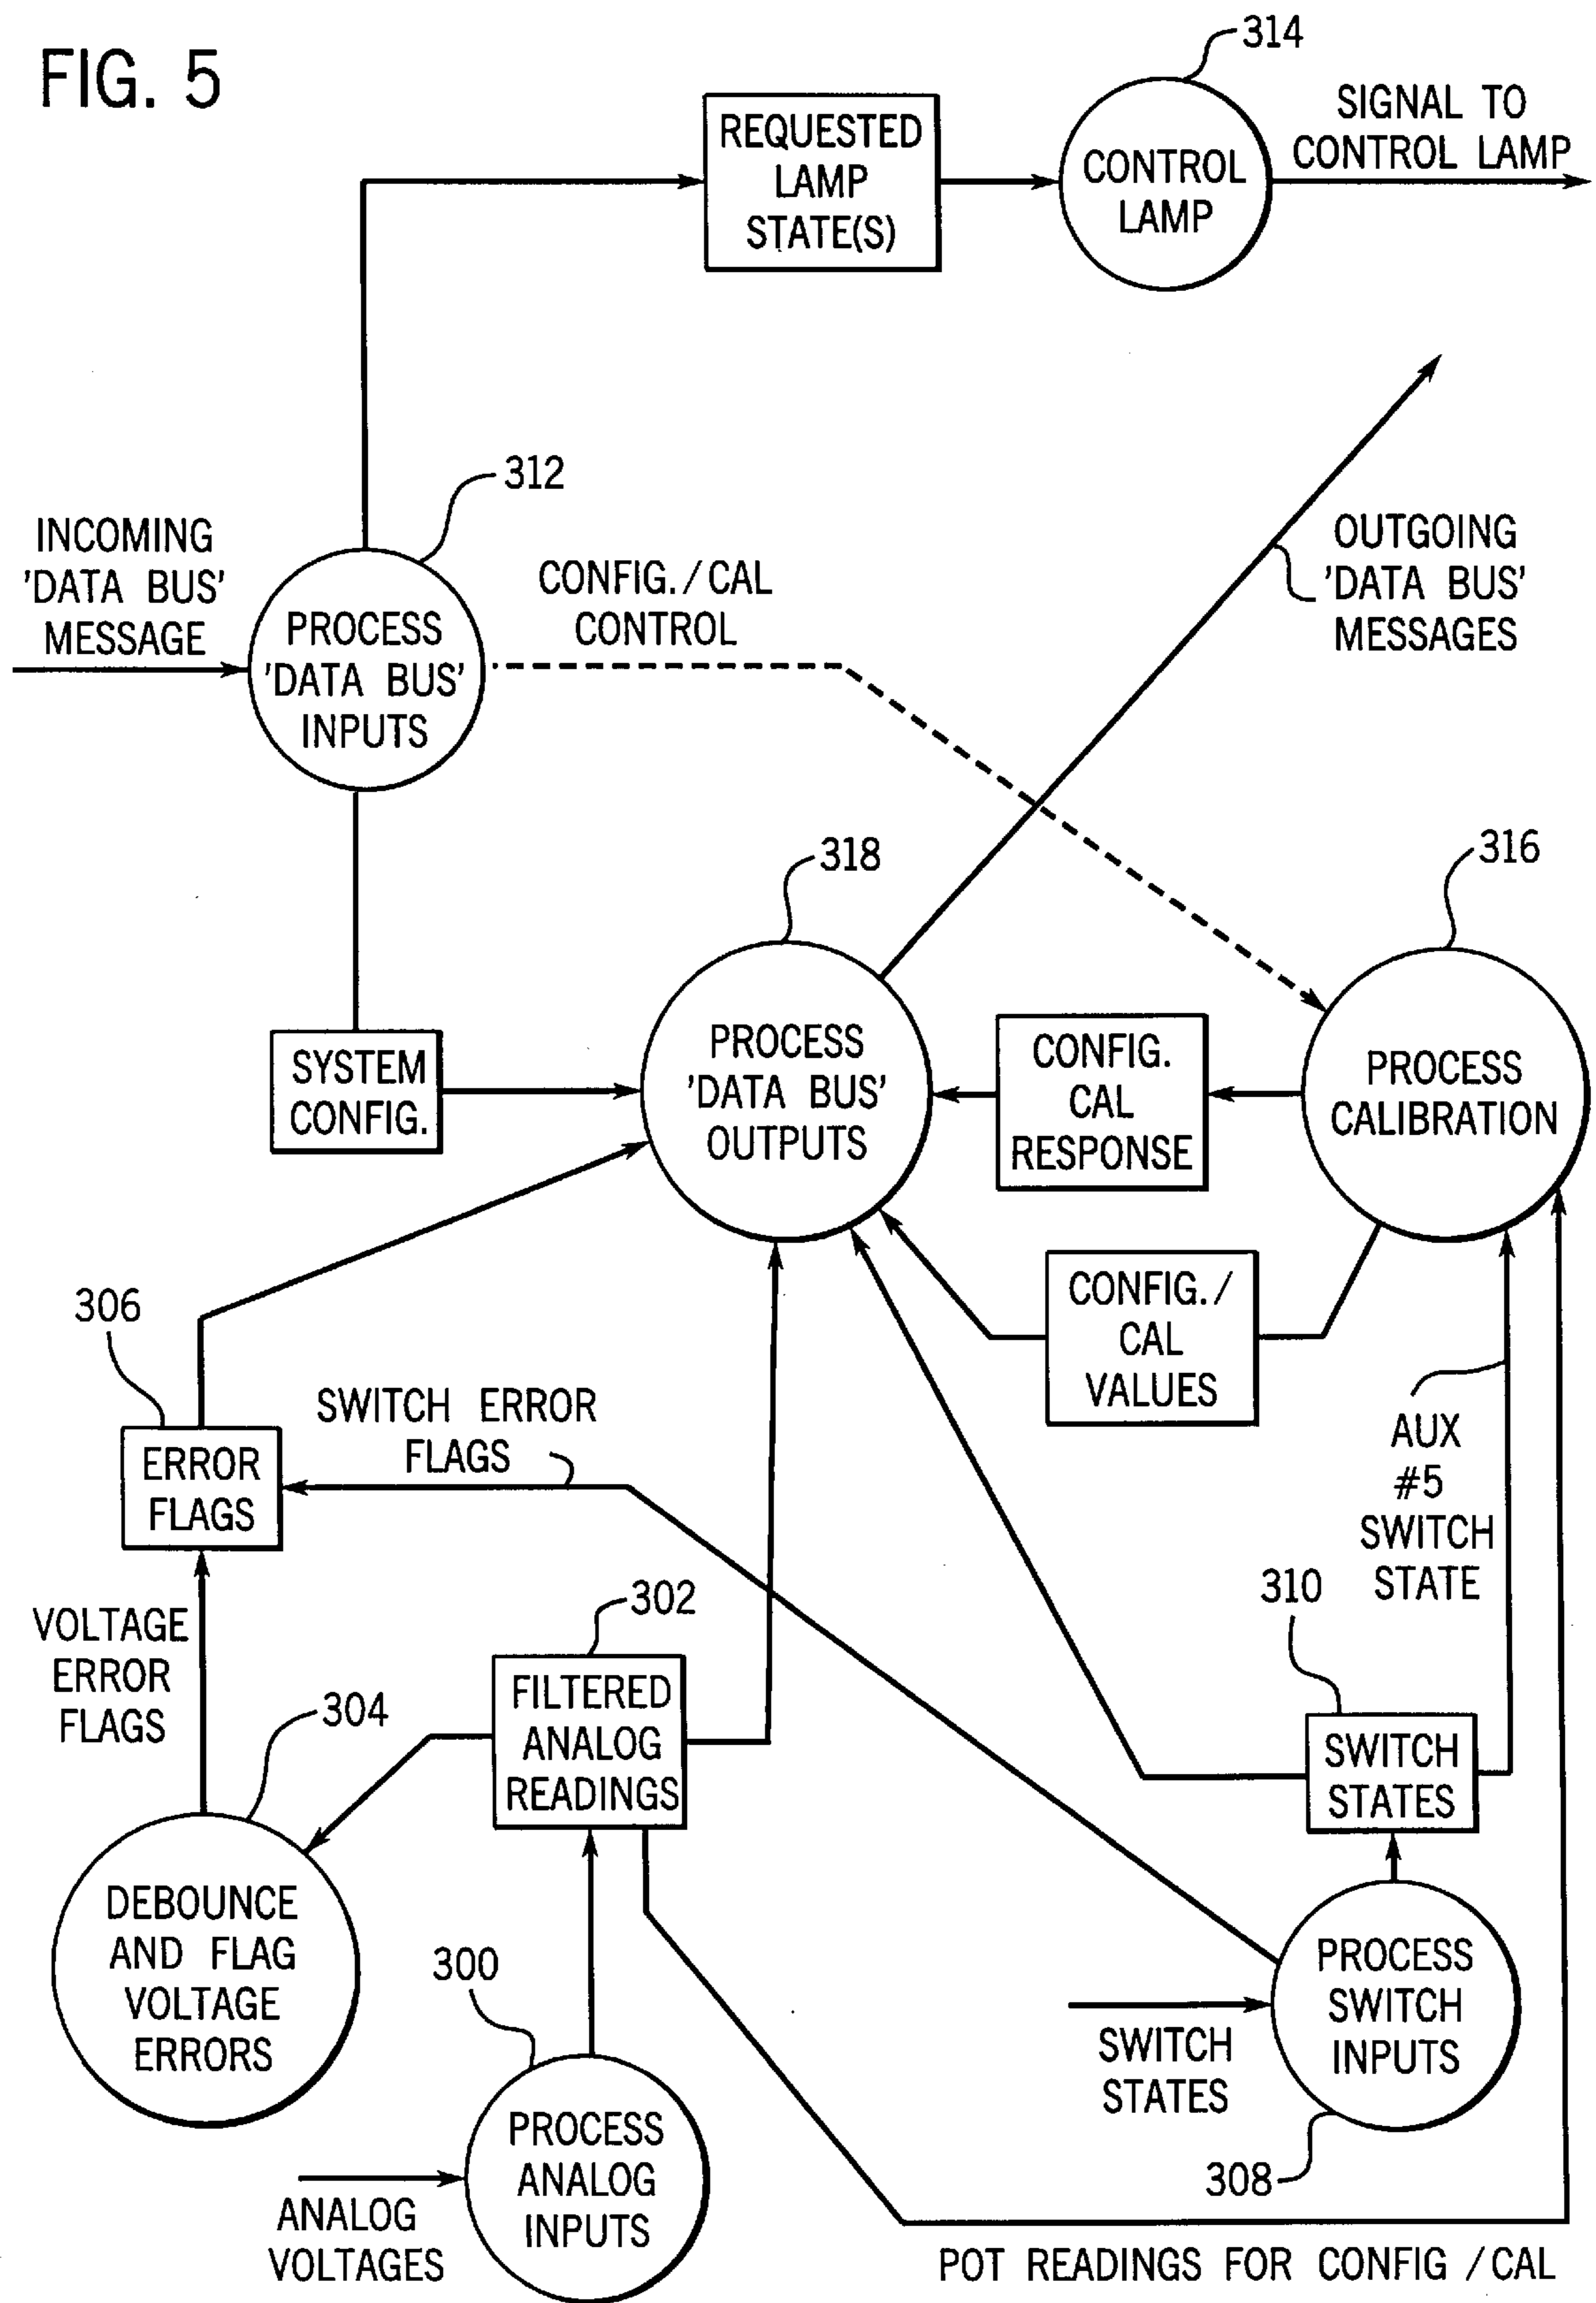 FIG. 5
314
REQUESTED
LAMP
STATE(S)
CONTROL
LAMP
SIGNAL TO
CONTROL LAMP
312
INCOMING
'DATA BUS'
MESSAGE
PROCESS
'DATA BUS'
INPUTS
CONFIG./CAL
CONTROL
OUTGOING
'DATA BUS'
MESSAGES
318
316
SYSTEM
CONFIG.
PROCESS
'DATA BUS'
OUTPUTS
CONFIG.
CAL
RESPONSE
PROCESS
CALIBRATION
CONFIG./
CAL
VALUES
306
ERROR
FLAGS
SWITCH ERROR
FLAGS
AUX
#5
SWITCH
STATE
VOLTAGE
ERROR
FLAGS
304
302
FILTERED
ANALOG
READINGS
310
SWITCH
STATES
DEBOUNCE
AND FLAG
VOLTAGE
ERRORS
300
PROCESS
ANALOG
INPUTS
ANALOG
VOLTAGES
PROCESS
SWITCH
INPUTS
SWITCH
STATES
308
POT READINGS FOR CONFIG /CAL